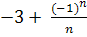 −3 + (−1)^n / n